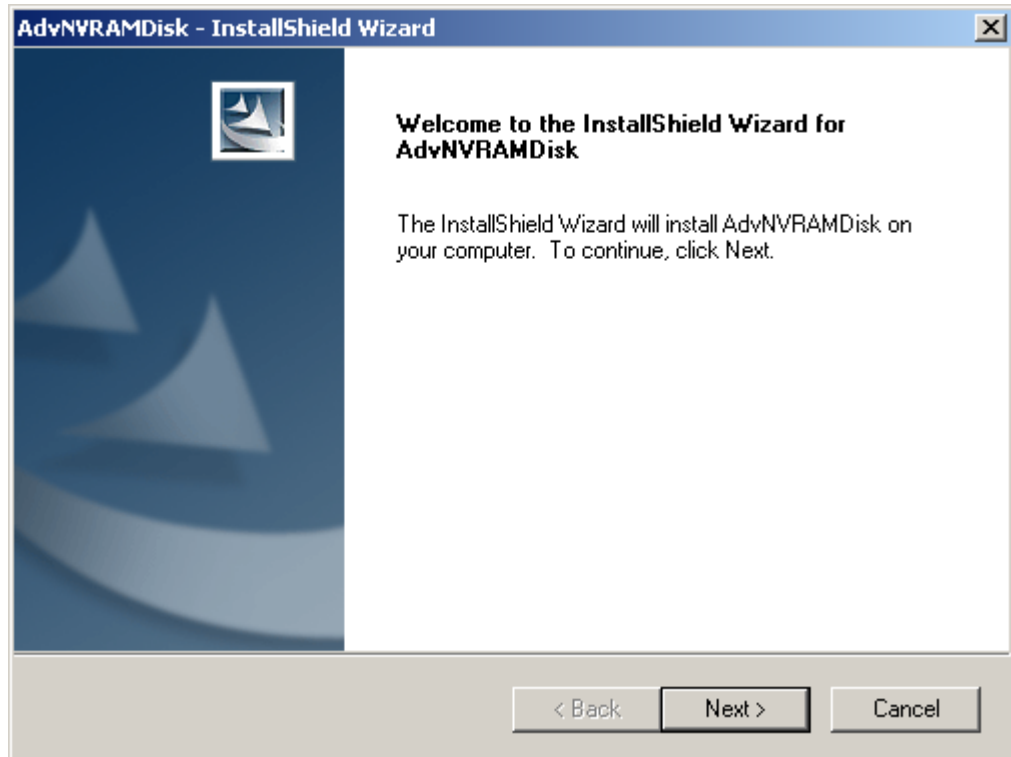 AdvNVRAMDisk - InstallShield Wizard
Welcome to the InstallShield Wizard for
AdvNVRAMDisk
The InstallShield Wizard will install AdvNVRAMDisk on
your computer. To continue, click Next.
< Back
Next >
Cancel